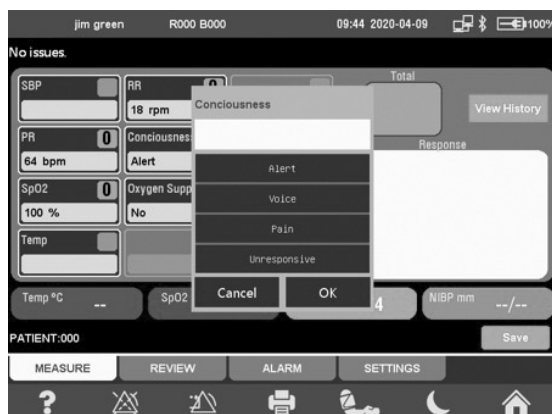 jim green R000 B000 09:44 2020-04-09 100%
No issues.
SBP RR 0 Total
18 rpm View History
PR 0 Conciousnes Response
64 bpm Alert
SpO2 0 Oxygen Supp
100 % No
Temp
Conciousness
Alert
Voice
Pain
Unresponsive
Cancel OK
Temp °C -- SpO2 4 NIBP mm --/--
PATIENT:000 Save
MEASURE REVIEW ALARM SETTINGS
?